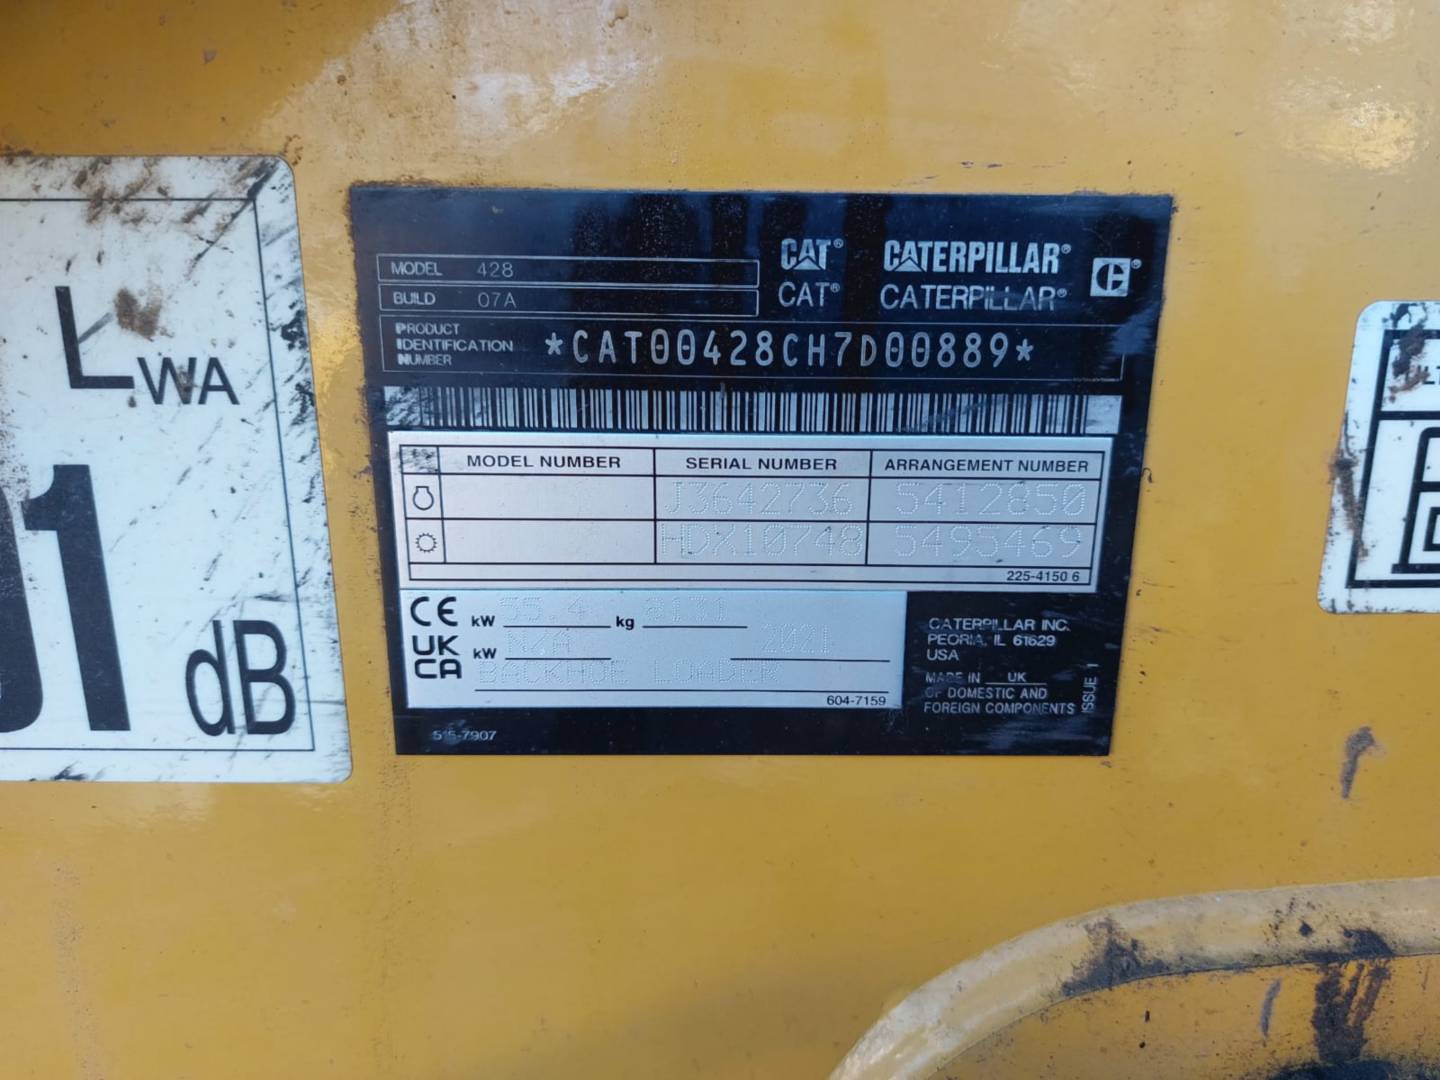 LWA
01
dB
MODEL 428
BUILD 07A
CAT® CATERPILLAR®
CAT® CATERPILLAR®
PRODUCT
IDENTIFICATION
NUMBER
*CAT00428CH7D00889*
MODEL NUMBER SERIAL NUMBER ARRANGEMENT NUMBER
J3642736 5412850
HDX10748 5495469
225-4150 6
CE kW 55.4 kg 8171
UK CA kW N/A 2021
BACKHOE LOADER
604-7159
CATERPILLAR INC.
PEORIA, IL 61629
USA
MADE IN UK
OF DOMESTIC AND
FOREIGN COMPONENTS
ISSUE 1
515-7907